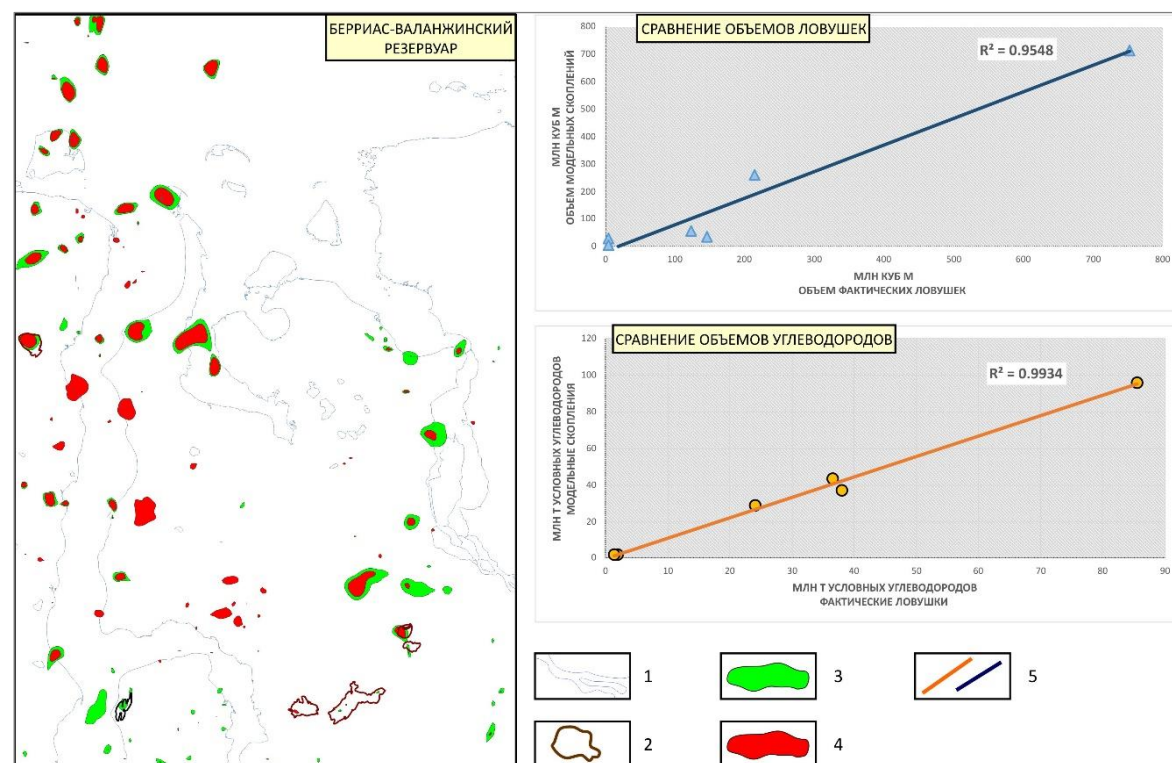 БЕРРИАС-ВАЛАНЖИНСКИЙ
РЕЗЕРВУАР
СРАВНЕНИЕ ОБЪЕМОВ ЛОВУШЕК
R² = 0.9548
МЛН КУБ М
ОБЪЕМ МОДЕЛЬНЫХ СКОПЛЕНИЙ
800
700
600
500
400
300
200
100
0
0 100 200 300 400 500 600 700 800
МЛН КУБ М
ОБЪЕМ ФАКТИЧЕСКИХ ЛОВУШЕК
СРАВНЕНИЕ ОБЪЕМОВ УГЛЕВОДОРОДОВ
R² = 0.9934
МЛН Т УСЛОВНЫХ УГЛЕВОДОРОДОВ
МОДЕЛЬНЫЕ СКОПЛЕНИЯ
120
100
80
60
40
20
0
0 10 20 30 40 50 60 70 80 90
МЛН Т УСЛОВНЫХ УГЛЕВОДОРОДОВ
ФАКТИЧЕСКИЕ ЛОВУШКИ
1 3 5
2 4